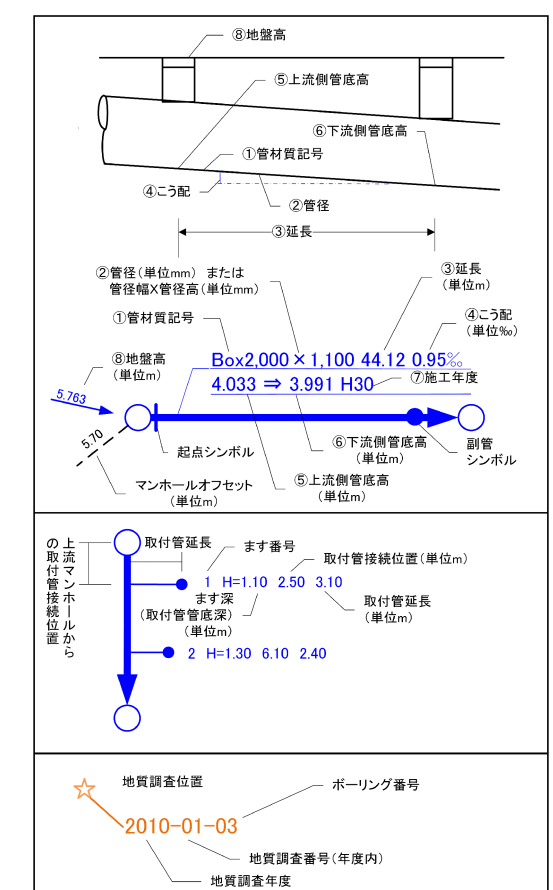 ⑧地盤高
⑤上流側管底高
⑥下流側管底高
①管材質記号
④こう配
②管径
③延長
②管径(単位mm) または
管径幅X管径高(単位mm)
③延長
(単位m)
①管材質記号
④こう配
(単位‰)
⑧地盤高
(単位m)
Box2,000×1,100 44.12 0.95‰
4.033 ⇒ 3.991 H30
⑦施工年度
5.763
5.70
起点シンボル
⑥下流側管底高
(単位m)
副管
シンボル
マンホールオフセット
(単位m)
⑤上流側管底高
(単位m)
上流マンホールから
の取付管接続位置
取付管延長
ます番号
取付管接続位置(単位m)
1 H=1.10 2.50 3.10
ます深
(取付管管底深)
(単位m)
取付管延長
(単位m)
2 H=1.30 6.10 2.40
地質調査位置
ボーリング番号
2010-01-03
地質調査番号(年度内)
地質調査年度